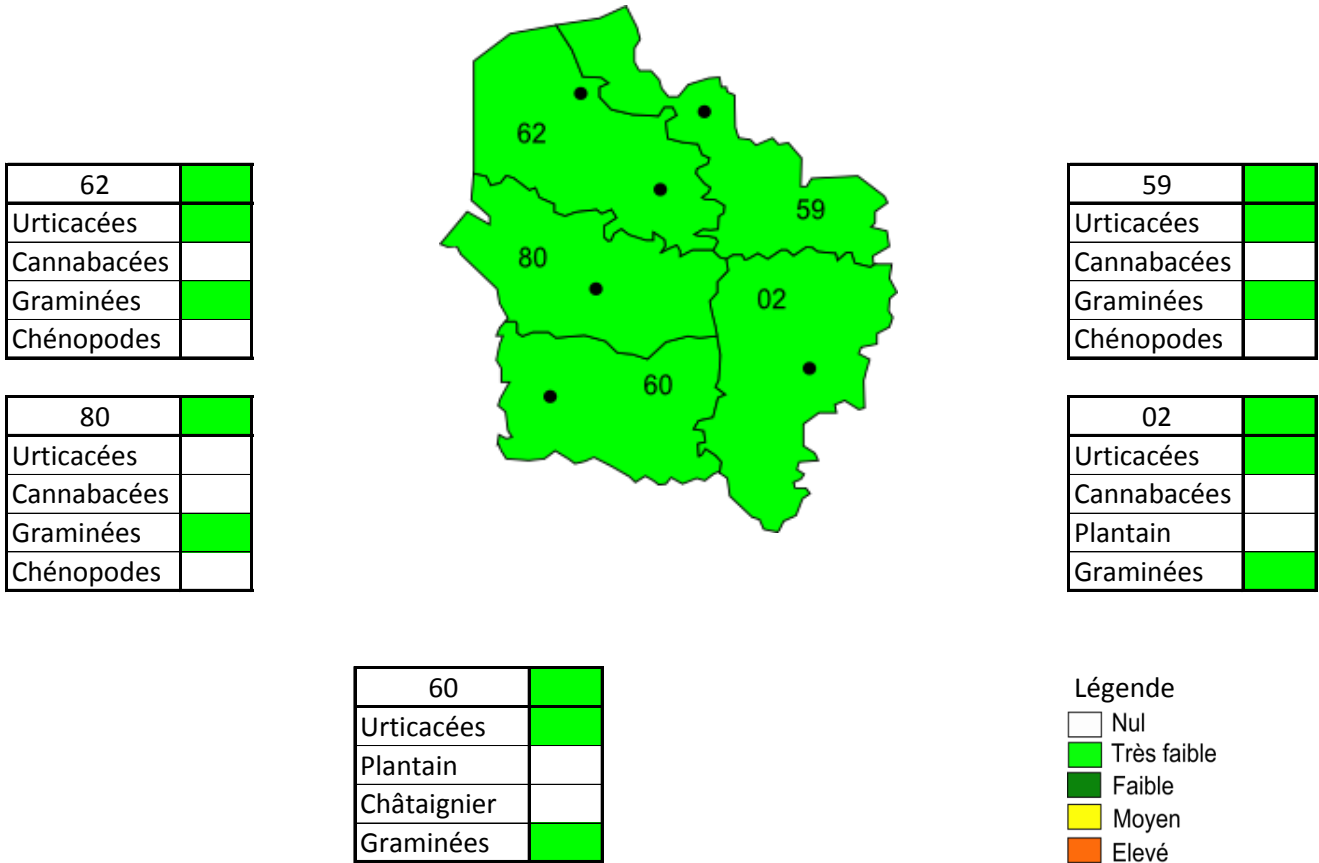 62
80
59
02
60
62
Urticacées
Cannabacées
Graminées
Chénopodes
59
Urticacées
Cannabacées
Graminées
Chénopodes
80
Urticacées
Cannabacées
Graminées
Chénopodes
02
Urticacées
Cannabacées
Plantain
Graminées
60
Urticacées
Plantain
Châtaignier
Graminées
Légende
Nul
Très faible
Faible
Moyen
Elevé